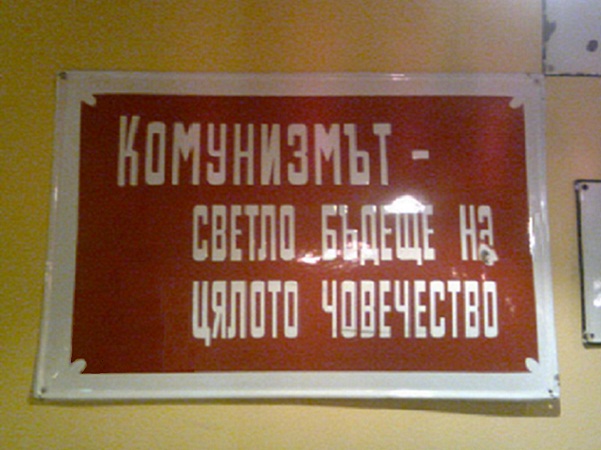 Комунизмът -
светло бъдеще на
цялото човечество